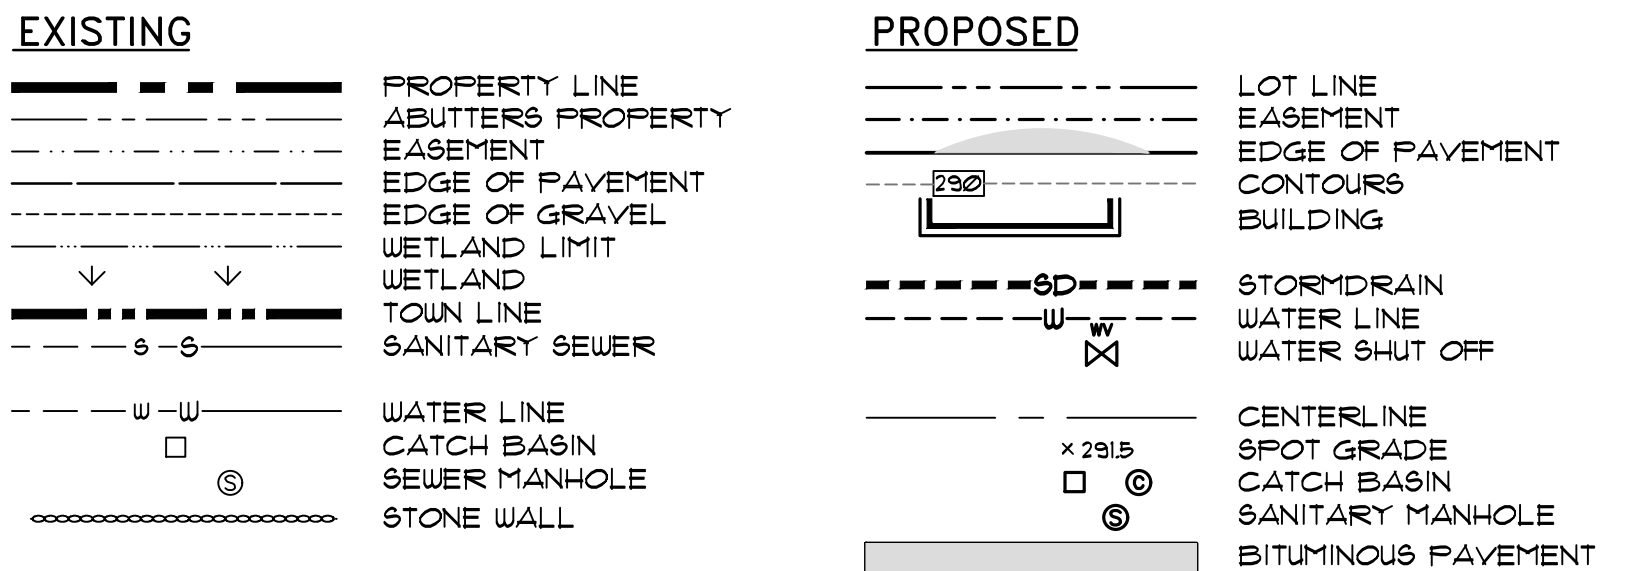 EXISTING
PROPERTY LINE
ABUTTERS PROPERTY
EASEMENT
EDGE OF PAVEMENT
EDGE OF GRAVEL
WETLAND LIMIT
WETLAND
TOWN LINE
S S SANITARY SEWER
W W WATER LINE
CATCH BASIN
S SEWER MANHOLE
STONE WALL
PROPOSED
LOT LINE
EASEMENT
EDGE OF PAVEMENT
290 CONTOURS
BUILDING
SD STORMDRAIN
W WATER LINE
WV WATER SHUT OFF
CENTERLINE
× 291.5 SPOT GRADE
C CATCH BASIN
S SANITARY MANHOLE
BITUMINOUS PAVEMENT